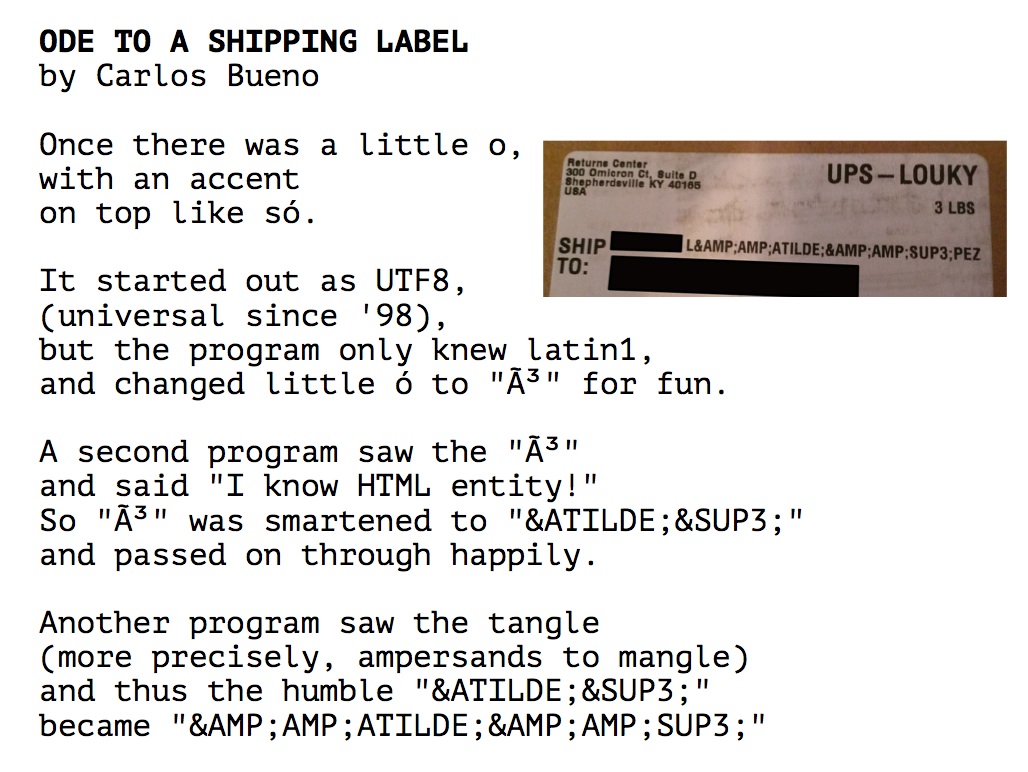 ODE TO A SHIPPING LABEL
by Carlos Bueno
Once there was a little o,
with an accent
on top like só.
Returns Center
300 Omicron Ct, Suite D
Shepherdsville KY 40165
USA
UPS – LOUKY
3 LBS
SHIP
TO:
L&AMP;AMP;ATILDE;&AMP;AMP;SUP3;PEZ
It started out as UTF8,
(universal since '98),
but the program only knew latin1,
and changed little ó to "Ã³" for fun.
A second program saw the "Ã³"
and said "I know HTML entity!"
So "Ã³" was smartened to "&ATILDE;&SUP3;"
and passed on through happily.
Another program saw the tangle
(more precisely, ampersands to mangle)
and thus the humble "&ATILDE;&SUP3;"
became "&AMP;AMP;ATILDE;&AMP;AMP;SUP3;"